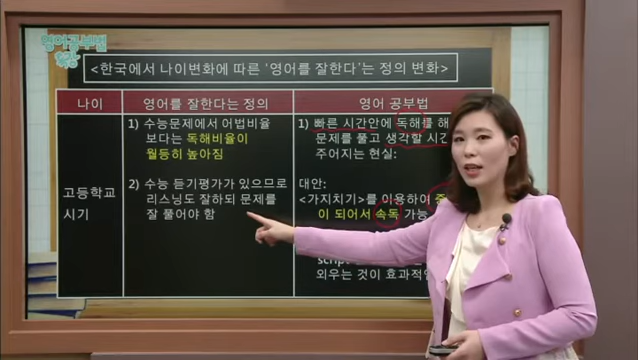 영어공부법
특강
<한국에서 나이변화에 따른 '영어를 잘한다'는 정의 변화>
나이
영어를 잘한다는 정의
영어 공부법
고등학교
시기
1) 수능문제에서 어법비율
보다는 독해비율이
월등히 높아짐
2) 수능 듣기평가가 있으므로
리스닝도 잘하되 문제를
잘 풀어야 함
1) 빠른 시간안에 독해를 해
문제를 풀고 생각할 시간
주어지는 현실:
대안:
<가지치기>를 이용하여
이 되어서 속독 가능
script
외우는 것이 효과적